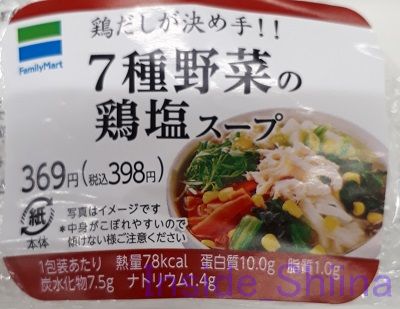 鶏だしが決め手!!
FamilyMart
7種野菜の
鶏塩スープ
369円(税込398円)
紙
本体
写真はイメージです
*中身がこぼれやすいので
傾けない様ご注意ください
1包装あたり 熱量78kcal 蛋白質10.0g 脂質1.0g
炭水化物7.5g ナトリウム1.4g
Inside Shiina